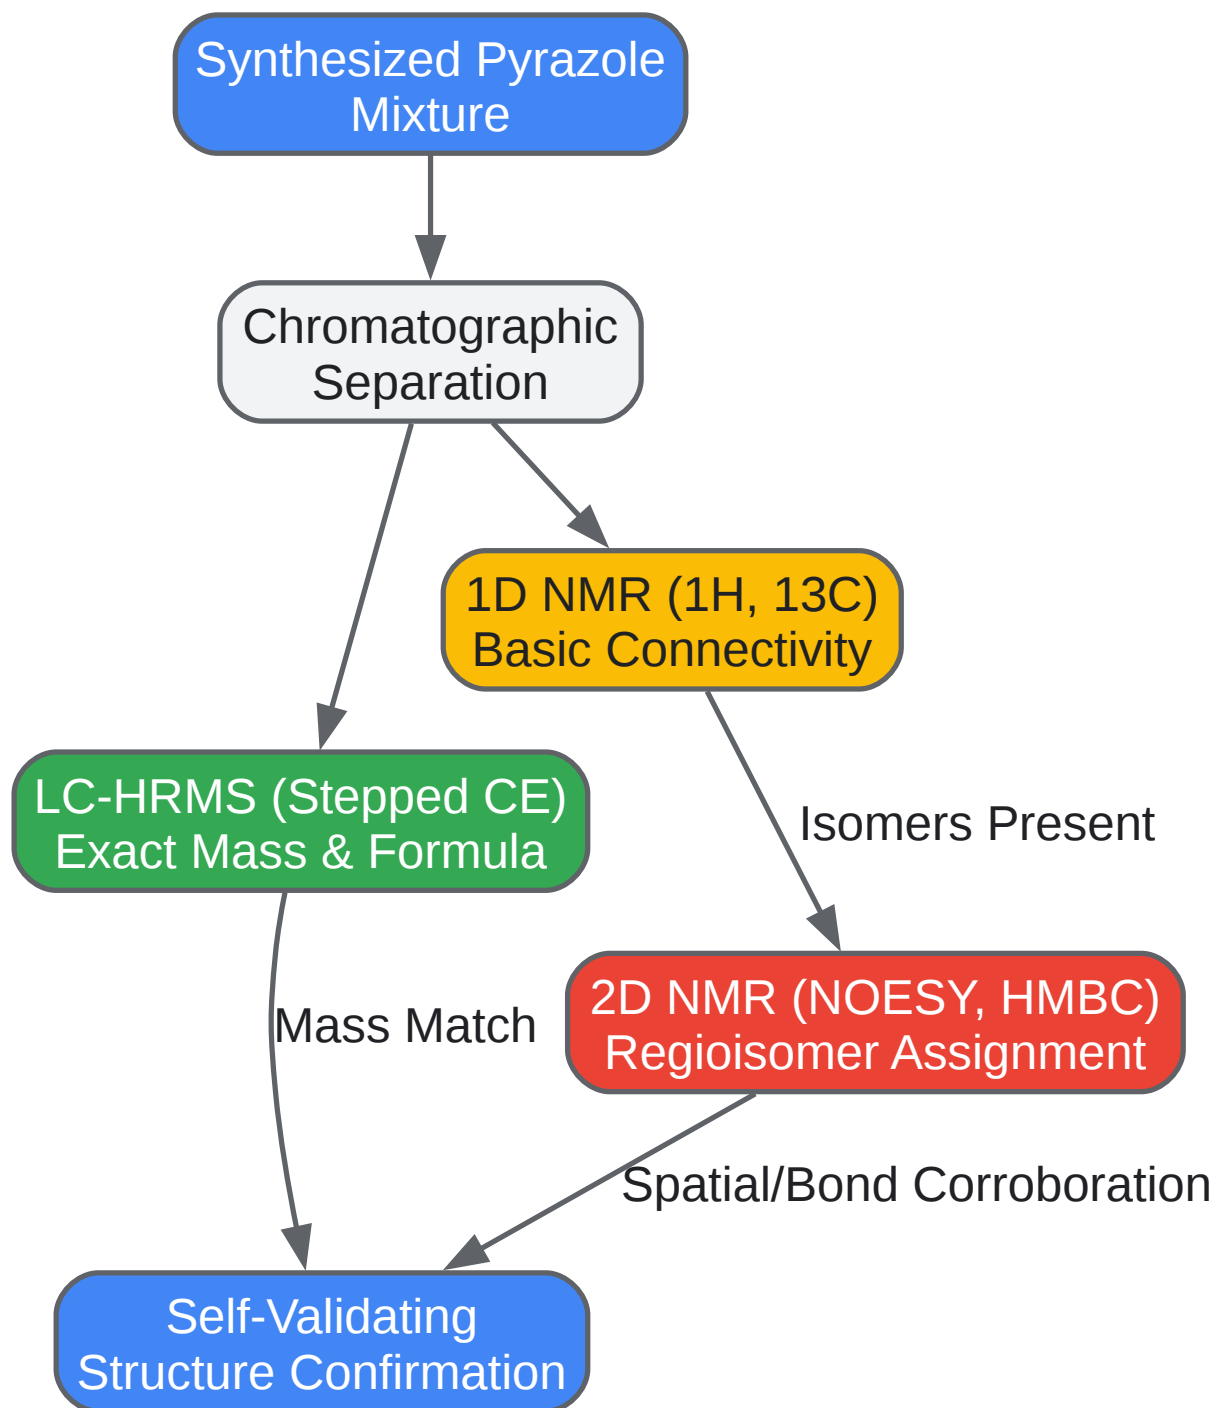 Synthesized Pyrazole
Mixture
Chromatographic
Separation
1D NMR (1H, 13C)
Basic Connectivity
LC-HRMS (Stepped CE)
Exact Mass & Formula
Isomers Present
2D NMR (NOESY, HMBC)
Regioisomer Assignment
Mass Match
Spatial/Bond Corroboration
Self-Validating
Structure Confirmation